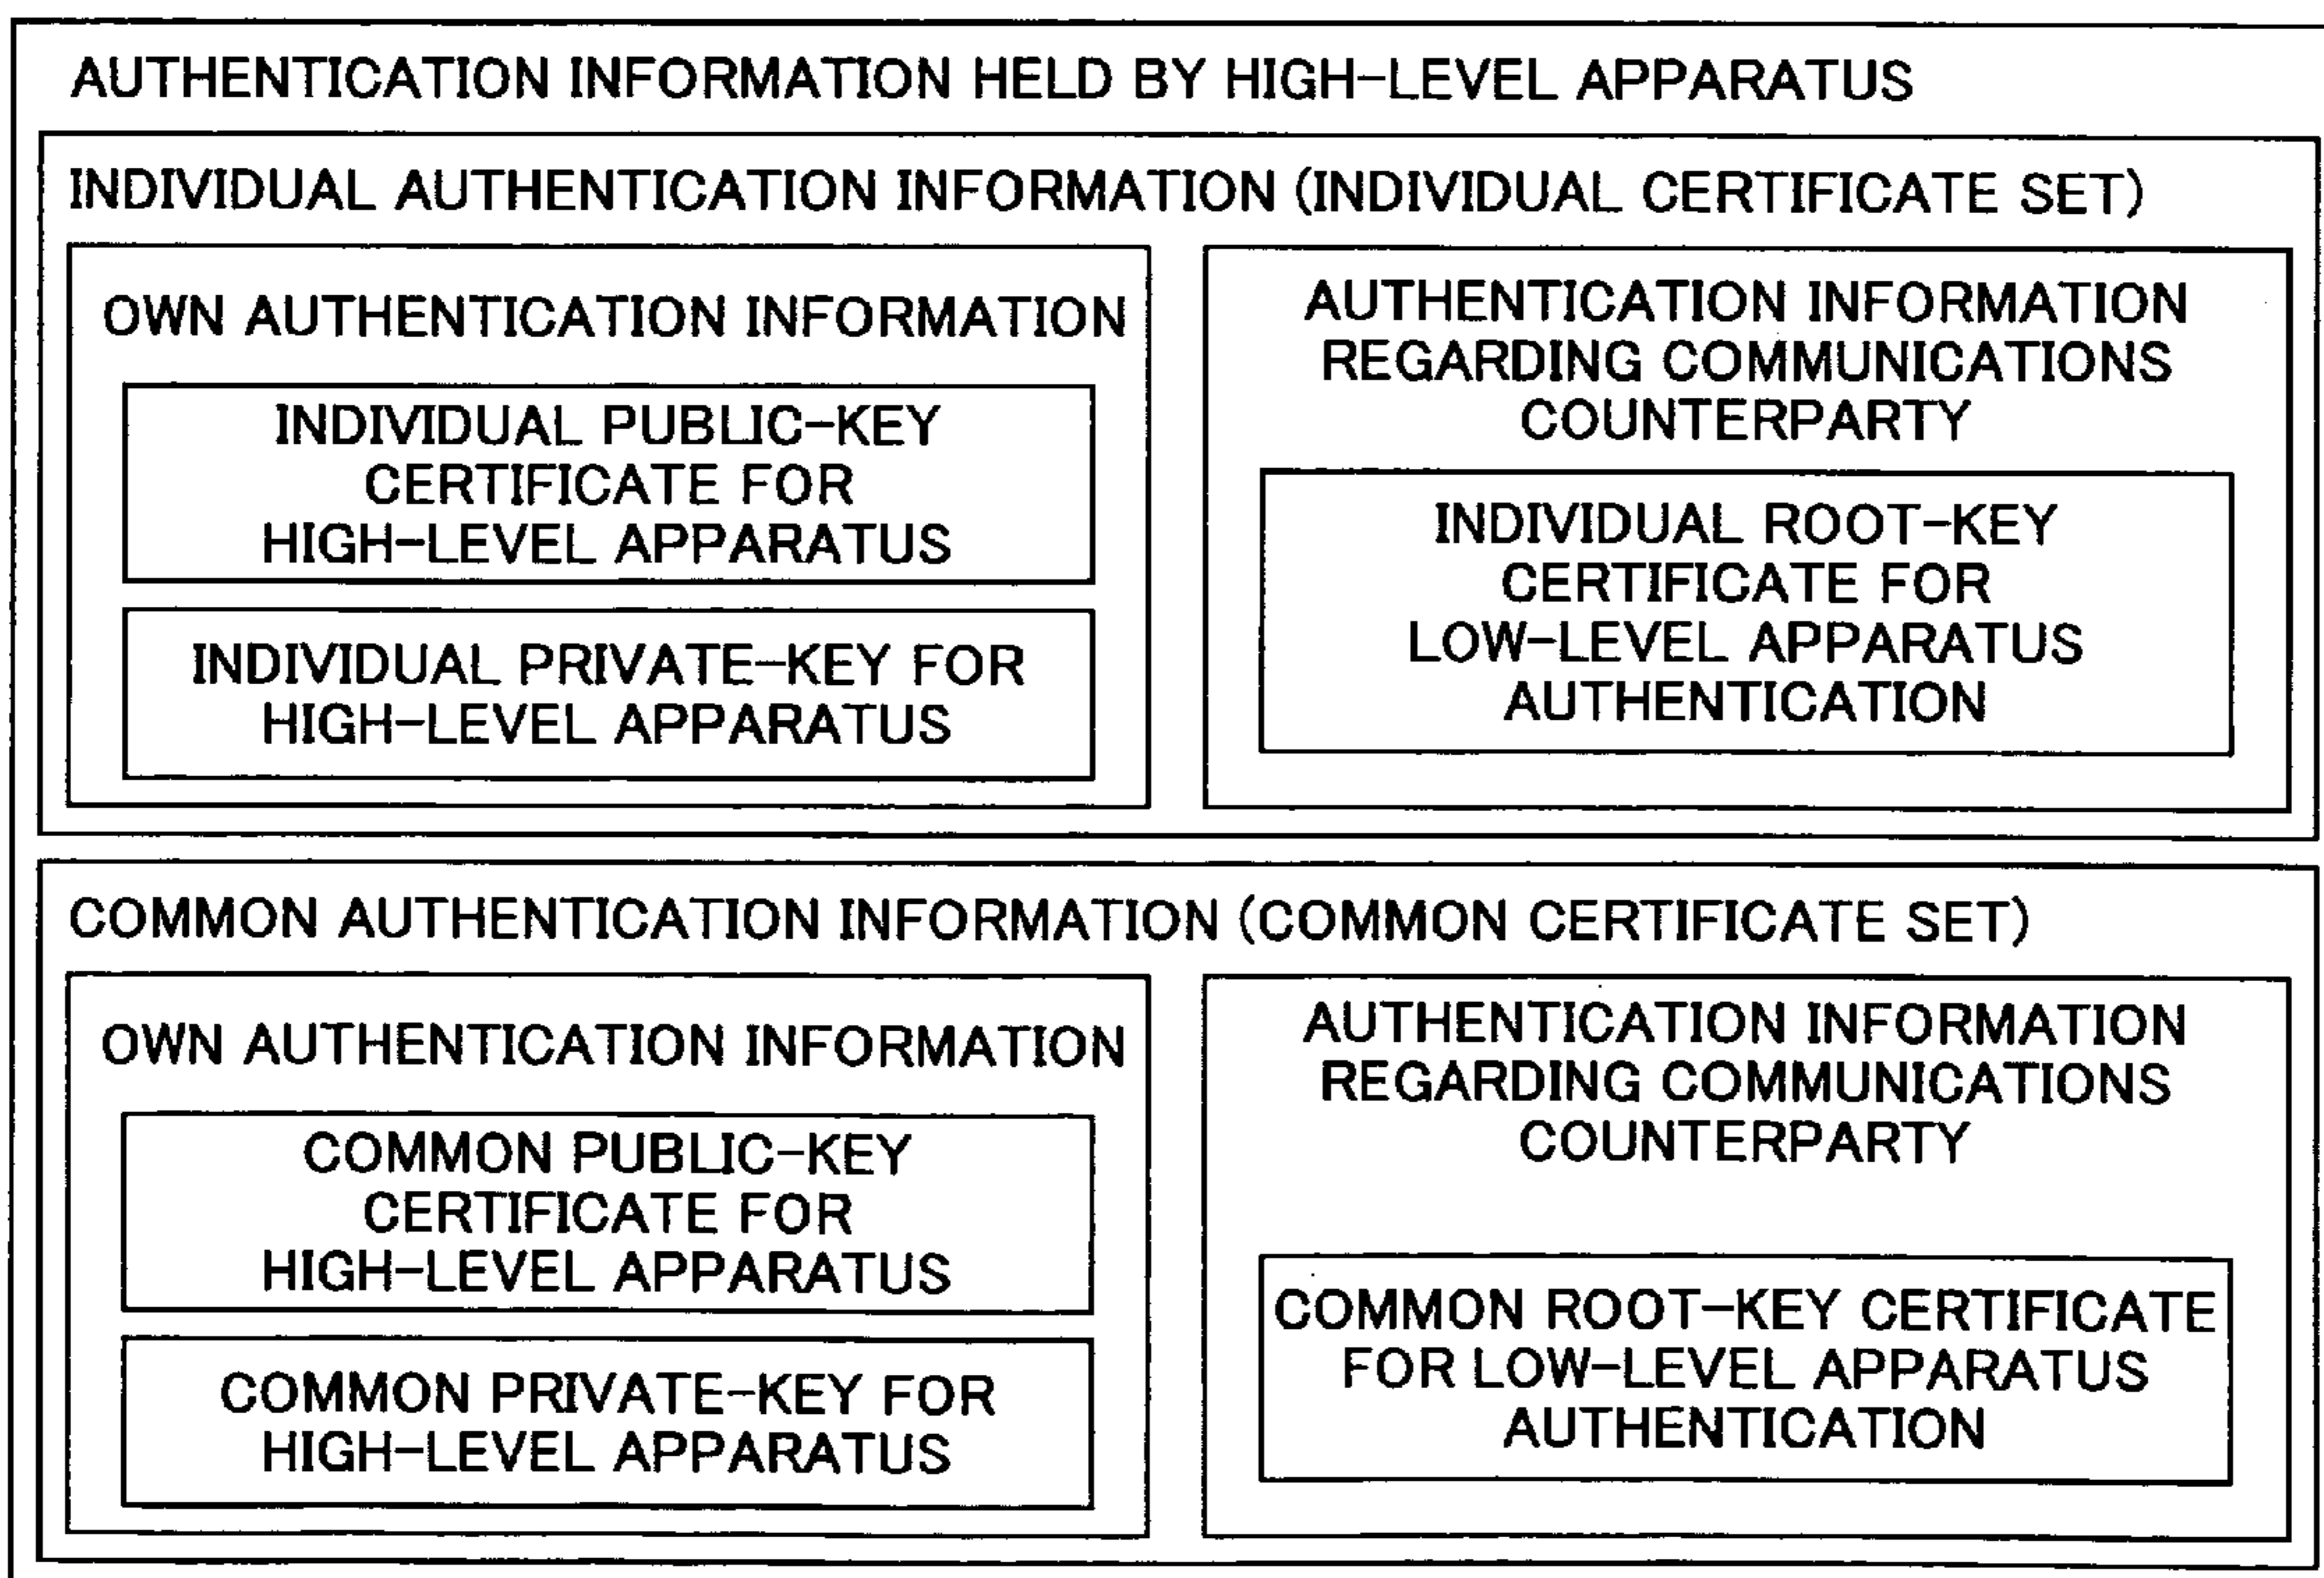 AUTHENTICATION INFORMATION HELD BY HIGH-LEVEL APPARATUS
INDIVIDUAL AUTHENTICATION INFORMATION (INDIVIDUAL CERTIFICATE SET)
OWN AUTHENTICATION INFORMATION
INDIVIDUAL PUBLIC-KEY
CERTIFICATE FOR
HIGH-LEVEL APPARATUS
INDIVIDUAL PRIVATE-KEY FOR
HIGH-LEVEL APPARATUS
AUTHENTICATION INFORMATION
REGARDING COMMUNICATIONS
COUNTERPARTY
INDIVIDUAL ROOT-KEY
CERTIFICATE FOR
LOW-LEVEL APPARATUS
AUTHENTICATION
COMMON AUTHENTICATION INFORMATION (COMMON CERTIFICATE SET)
OWN AUTHENTICATION INFORMATION
COMMON PUBLIC-KEY
CERTIFICATE FOR
HIGH-LEVEL APPARATUS
COMMON PRIVATE-KEY FOR
HIGH-LEVEL APPARATUS
AUTHENTICATION INFORMATION
REGARDING COMMUNICATIONS
COUNTERPARTY
COMMON ROOT-KEY CERTIFICATE
FOR LOW-LEVEL APPARATUS
AUTHENTICATION